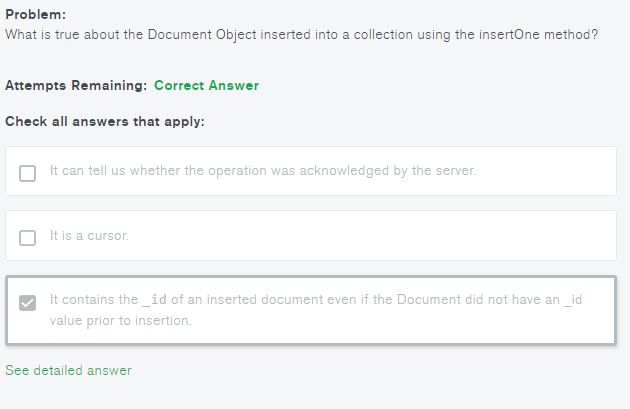 Problem:
What is true about the Document Object inserted into a collection using the insertOne method?
Attempts Remaining: Correct Answer
Check all answers that apply:
It can tell us whether the operation was acknowledged by the server.
It is a cursor.
It contains the _id of an inserted document even if the Document did not have an _id
value prior to insertion.
See detailed answer